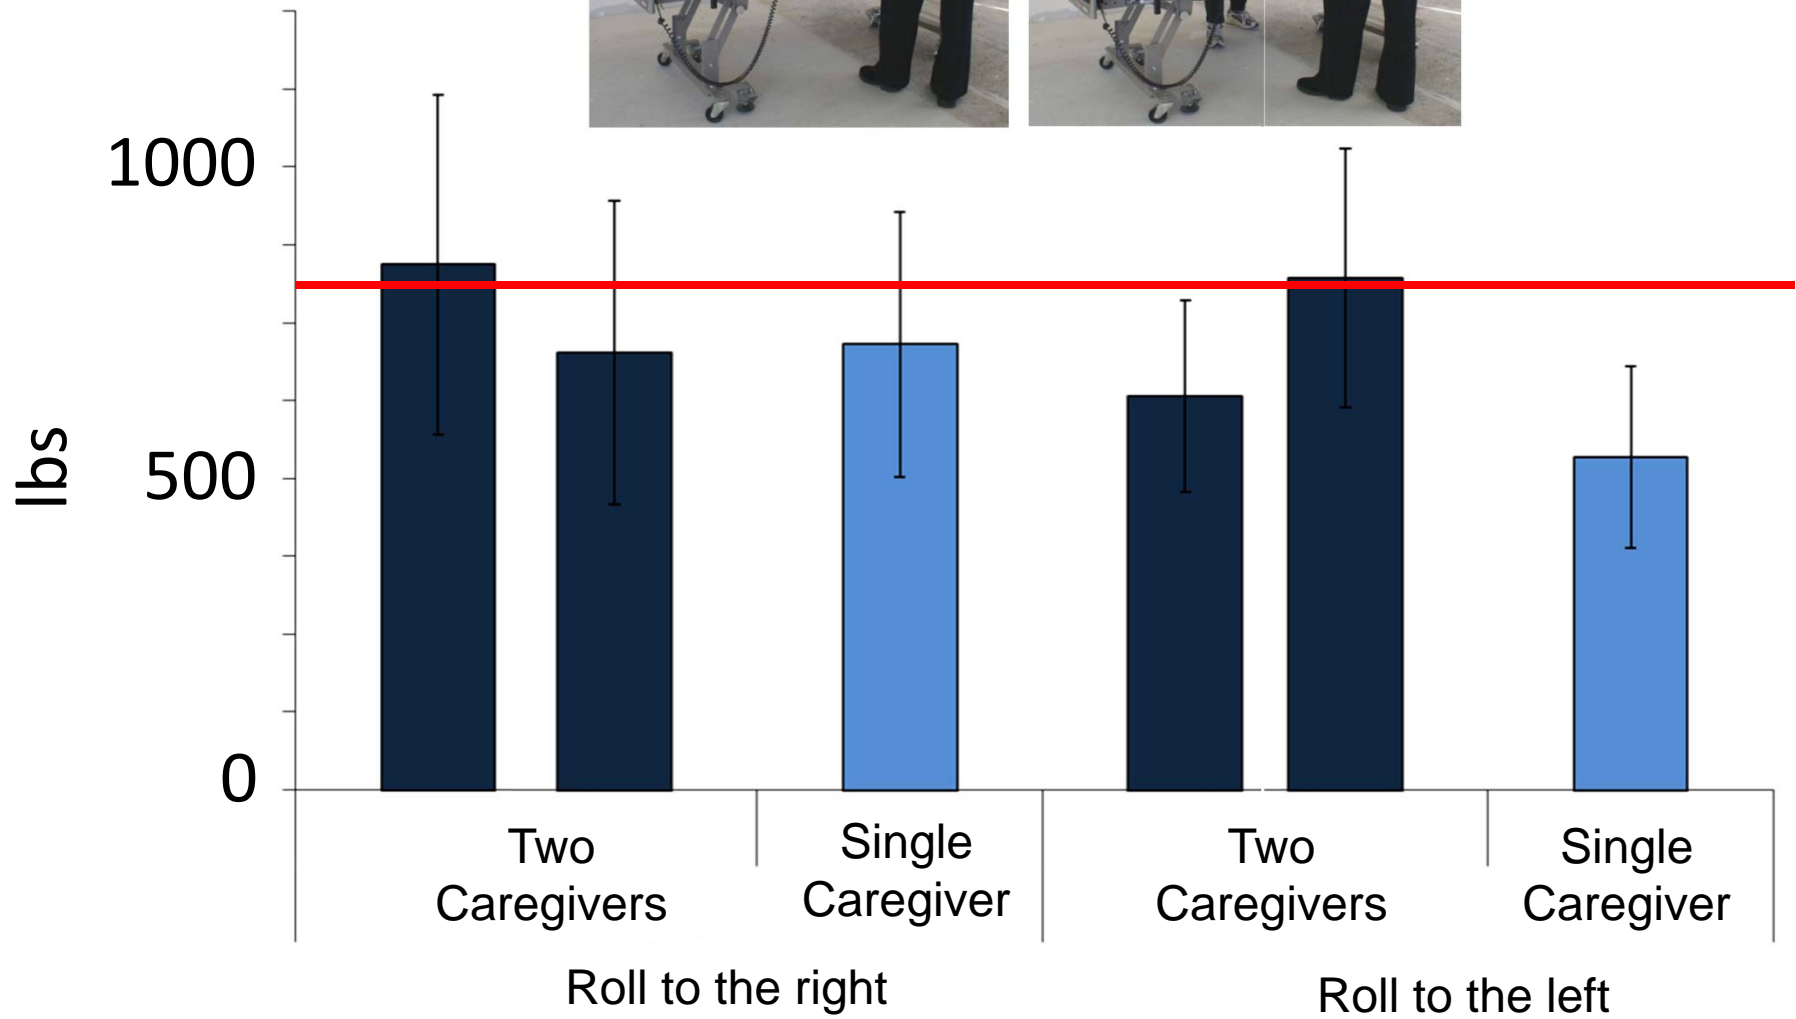 1000
500
0
lbs
Two
Caregivers
Single
Caregiver
Two
Caregivers
Single
Caregiver
Roll to the right
Roll to the left